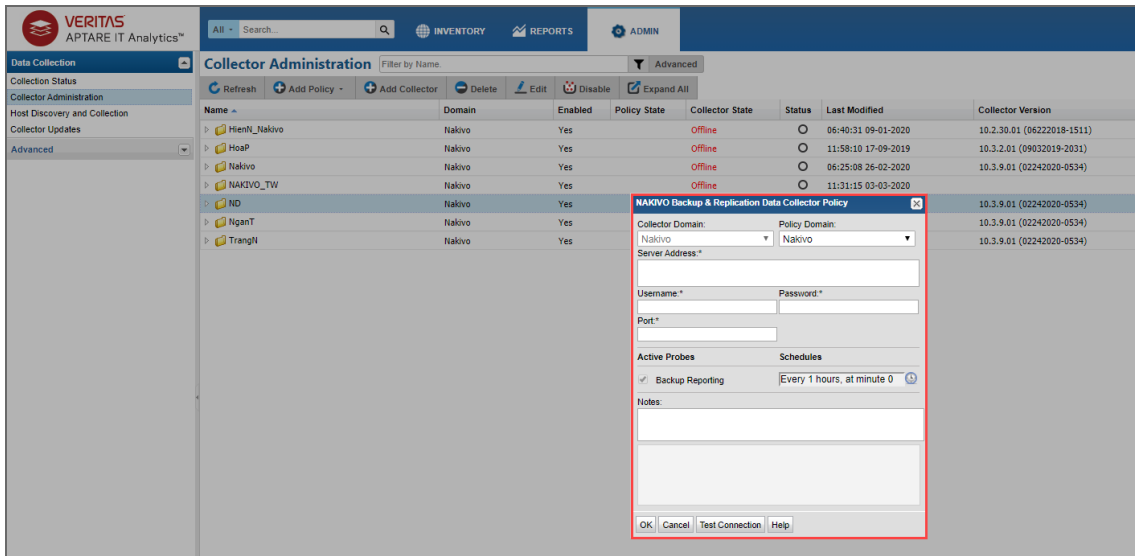 VERITAS
APTARE IT Analytics™
All Search... INVENTORY REPORTS ADMIN
Data Collection
Collection Status
Collector Administration
Host Discovery and Collection
Collector Updates
Advanced
Collector Administration Filter by Name. Advanced
Refresh Add Policy Add Collector Delete Edit Disable Expand All
Name Domain Enabled Policy State Collector State Status Last Modified Collector Version
HienN_Nakivo Nakivo Yes Offline 06:40:31 09-01-2020 10.2.30.01 (06222018-1511)
HoaP Nakivo Yes Offline 11:58:10 17-09-2019 10.3.2.01 (09032019-2031)
Nakivo Nakivo Yes Offline 06:25:08 26-02-2020 10.3.9.01 (02242020-0534)
NAKIVO_TW Nakivo Yes Offline 11:31:15 03-03-2020
ND Nakivo Yes 10.3.9.01 (02242020-0534)
NganT Nakivo Yes 10.3.9.01 (02242020-0534)
TrangN Nakivo Yes 10.3.9.01 (02242020-0534)
NAKIVO Backup & Replication Data Collector Policy
Collector Domain: Policy Domain:
Nakivo Nakivo
Server Address:*
Username:* Password:*
Port:*
Active Probes Schedules
Backup Reporting Every 1 hours, at minute 0
Notes:
OK Cancel Test Connection Help